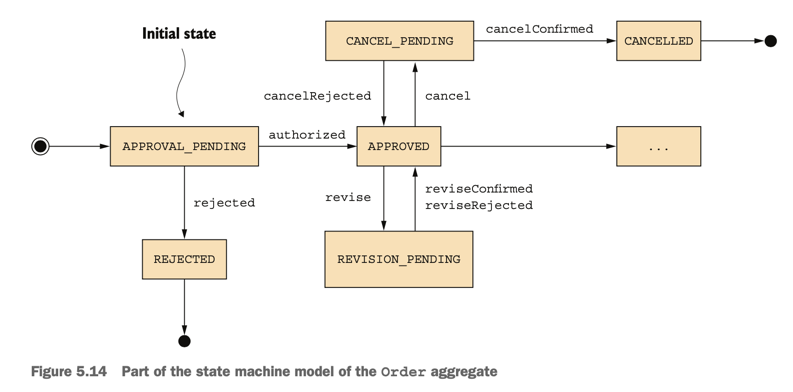 Initial state
CANCEL_PENDING
cancelConfirmed
CANCELLED
cancelRejected
cancel
APPROVAL_PENDING
authorized
APPROVED
...
rejected
revise
reviseConfirmed
reviseRejected
REJECTED
REVISION_PENDING
Figure 5.14 Part of the state machine model of the Order aggregate